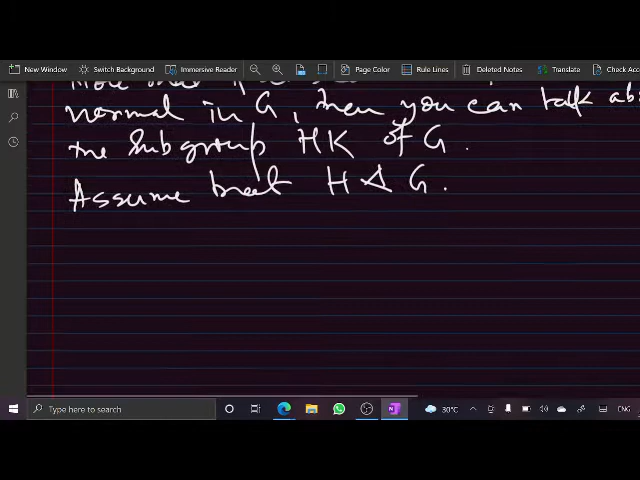 New Window Switch Background Immersive Reader Page Color Rule Lines Deleted Notes Translate Check Acc
normal in G, then you can talk abo
the subgroup HK of G.
Assume that H ⊲ G.
Type here to search 30°C ENG